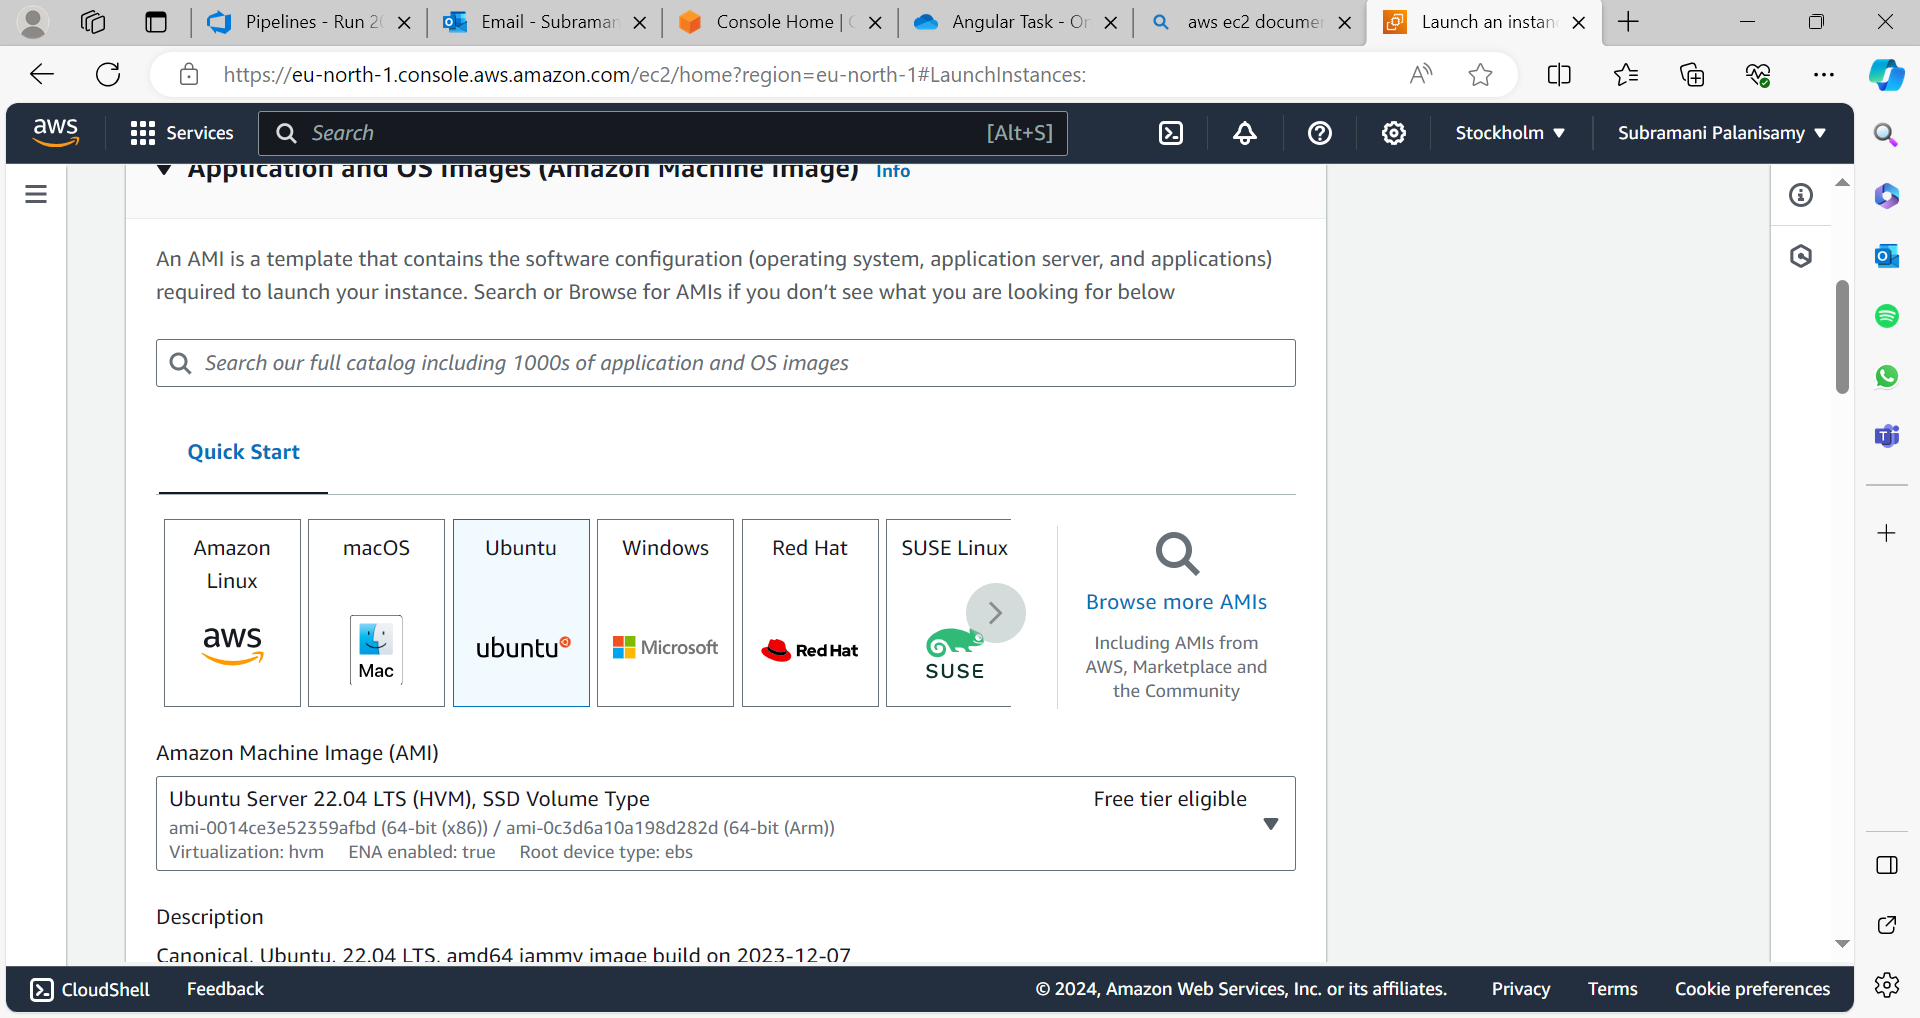 Pipelines - Run 20
Email - Subraman
Console Home | C
Angular Task - On
aws ec2 documen
Launch an instan
https://eu-north-1.console.aws.amazon.com/ec2/home?region=eu-north-1#LaunchInstances:
aws
Services
Search
[Alt+S]
Stockholm
Subramani Palanisamy
Application and OS Images (Amazon Machine Image) Info
An AMI is a template that contains the software configuration (operating system, application server, and applications)
required to launch your instance. Search or Browse for AMIs if you don’t see what you are looking for below
Search our full catalog including 1000s of application and OS images
Quick Start
Amazon
Linux
aws
macOS
Mac
Ubuntu
ubuntu
Windows
Microsoft
Red Hat
Red Hat
SUSE Linux
SUSE
Browse more AMIs
Including AMIs from
AWS, Marketplace and
the Community
Amazon Machine Image (AMI)
Ubuntu Server 22.04 LTS (HVM), SSD Volume Type
Free tier eligible
ami-0014ce3e52359afbd (64-bit (x86)) / ami-0c3d6a10a198d282d (64-bit (Arm))
Virtualization: hvm ENA enabled: true Root device type: ebs
Description
Canonical, Ubuntu, 22.04 LTS, amd64 jammy image build on 2023-12-07
CloudShell
Feedback
© 2024, Amazon Web Services, Inc. or its affiliates.
Privacy
Terms
Cookie preferences